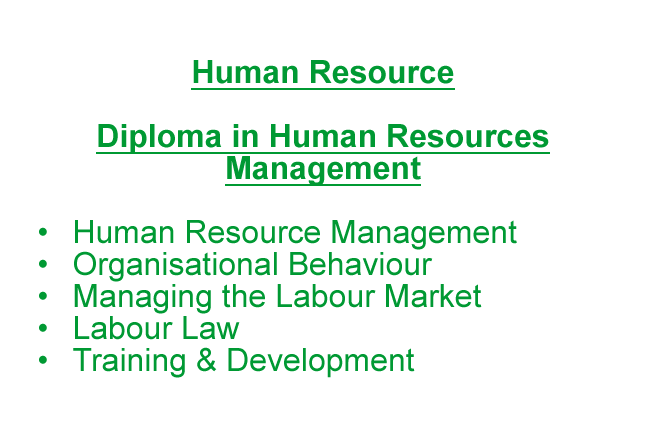 Human Resource
Diploma in Human Resources
Management
• Human Resource Management
• Organisational Behaviour
• Managing the Labour Market
• Labour Law
• Training & Development